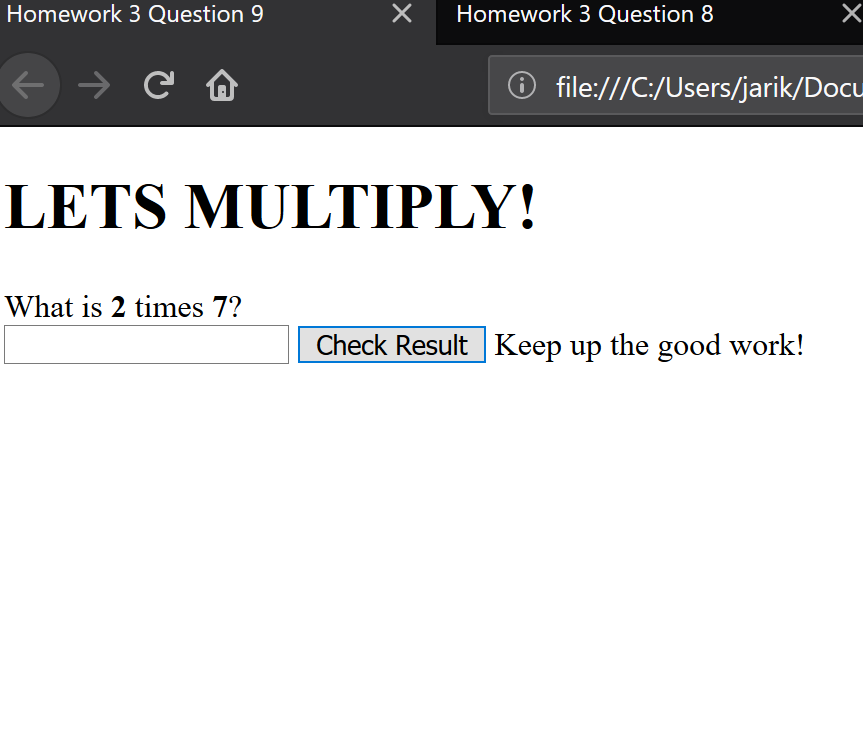 Homework 3 Question 9
Homework 3 Question 8
file:///C:/Users/jarik/Docu
LETS MULTIPLY!
What is 2 times 7?
Check Result Keep up the good work!